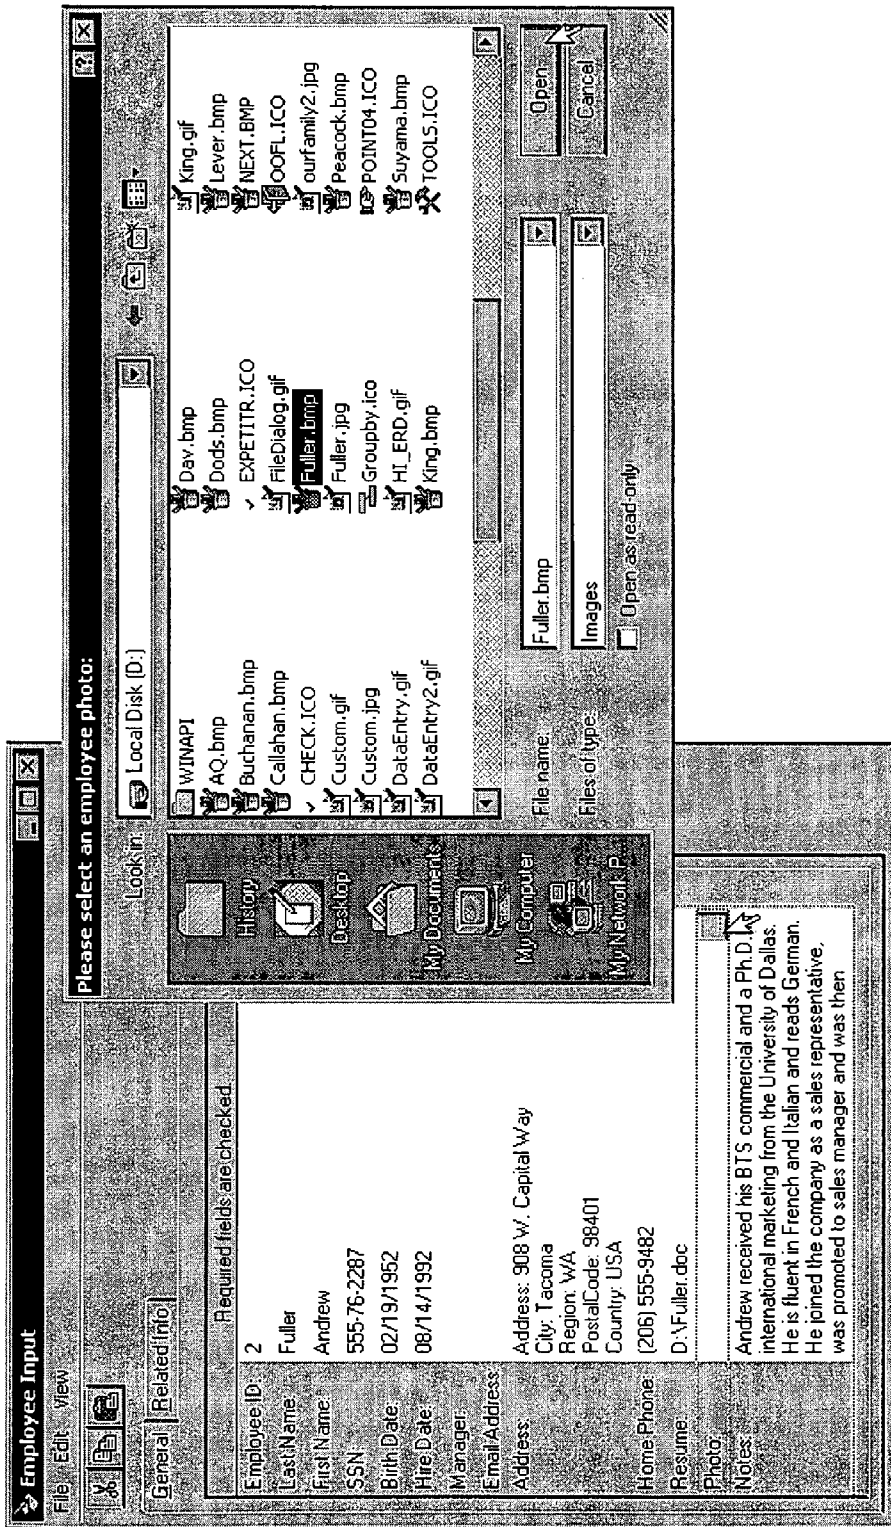 Employee Input
File Edit View
General Related Info
Required fields are checked.
Employee ID: 2
Last Name: Fuller
First Name: Andrew
SSN: 555-76-2287
Birth Date: 02/19/1952
Hire Date: 08/14/1992
Manager:
Email Address:
Address: Address: 908 W. Capital Way
City: Tacoma
Region: WA
PostalCode: 98401
Country: USA
Home Phone: (206) 555-9482
Resume: D:\Fuller.doc
Photo:
Notes: Andrew received his BTS commercial and a Ph.D. i
international marketing from the University of Dallas.
He is fluent in French and Italian and reads German.
He joined the company as a sales representative,
was promoted to sales manager and was then
Please select an employee photo:
Look in: Local Disk (D:)
History
Desktop
My Documents
My Computer
My Network P...
WINAPI
AQ.bmp
Buchanan.bmp
Callahan.bmp
CHECK.ICO
Custom.gif
Custom.jpg
DataEntry.gif
DataEntry2.gif
Dav.bmp
Dods.bmp
EXPETITR.ICO
FileDialog.gif
Fuller.bmp
Fuller.jpg
Groupby.ico
HI_ERD.gif
King.bmp
King.gif
Lever.bmp
NEXT.BMP
OOFL.ICO
ourfamily2.jpg
Peacock.bmp
POINT04.ICO
Suyama.bmp
TOOLS.ICO
File name: Fuller.bmp
Open
Files of type: Images
Cancel
Open as read-only